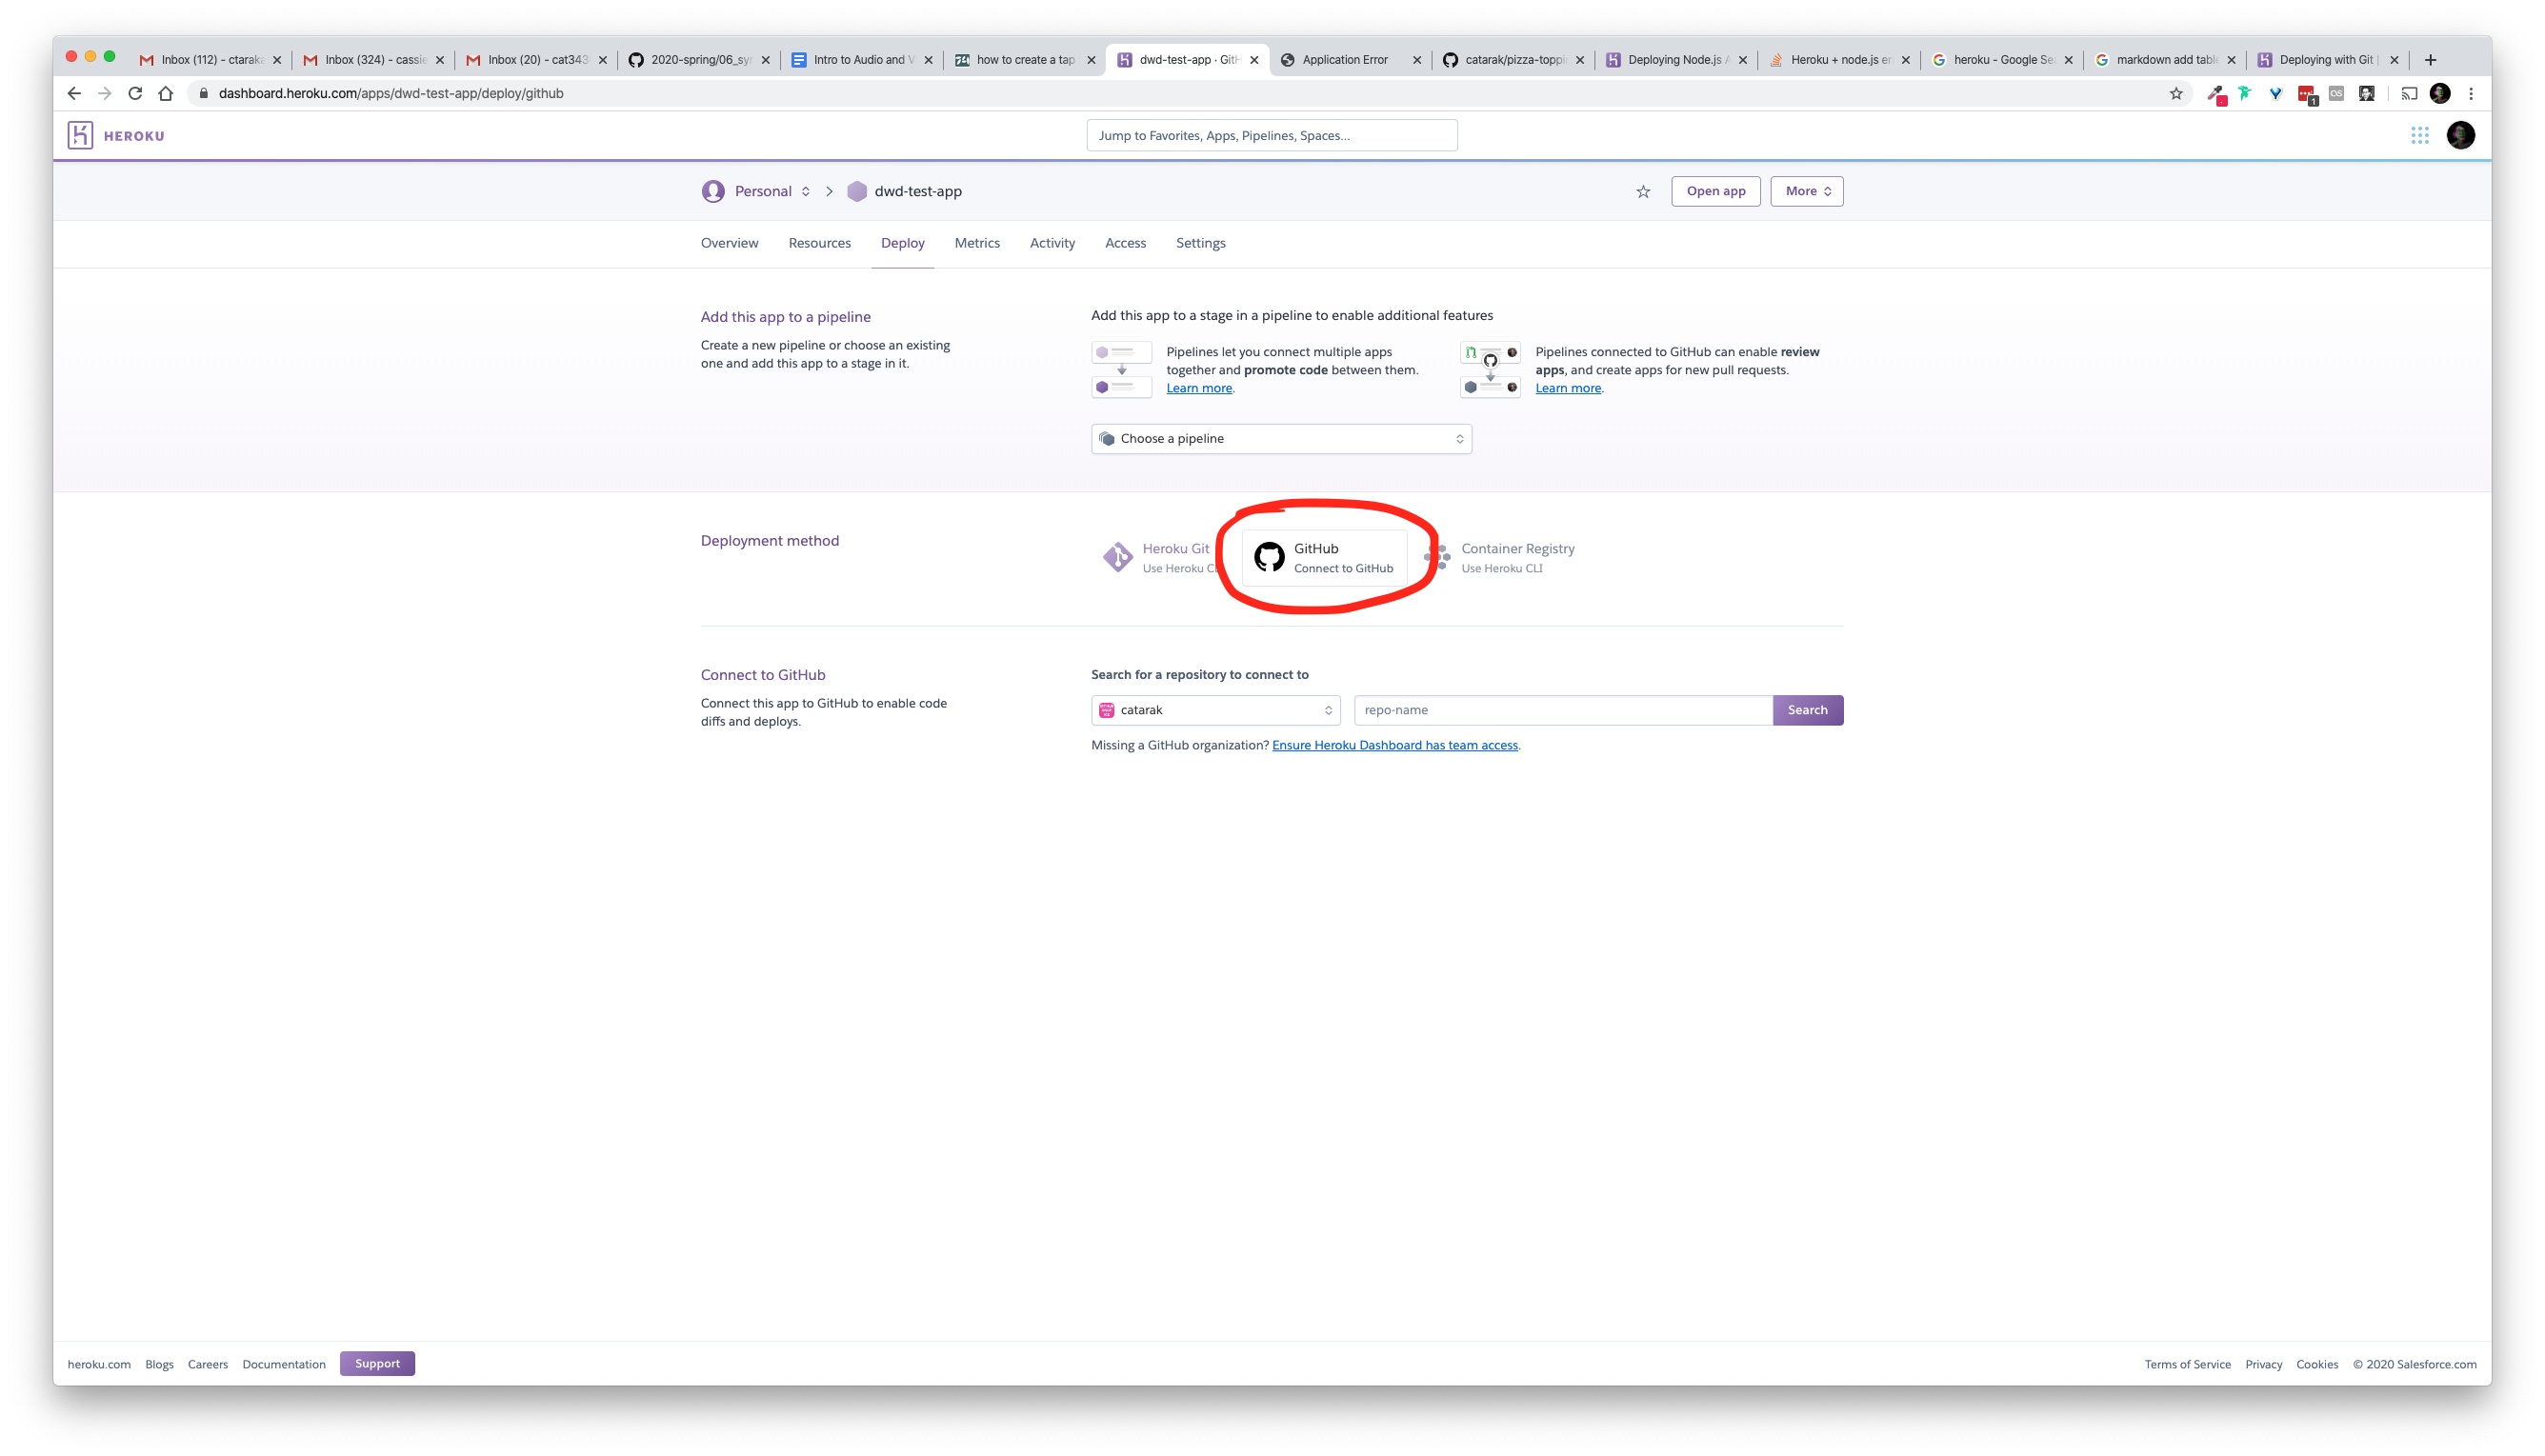 Inbox (112) - ctarak
Inbox (324) - cassie
Inbox (20) - cat343
2020-spring/06_sy
Intro to Audio and V
how to create a tap
dwd-test-app · GitH
Application Error
catarak/pizza-toppi
Deploying Node.js A
Heroku + node.js er
heroku - Google Se
markdown add table
Deploying with Git |
dashboard.heroku.com/apps/dwd-test-app/deploy/github
1
HEROKU
Jump to Favorites, Apps, Pipelines, Spaces...
Personal
dwd-test-app
Open app
More
Overview
Resources
Deploy
Metrics
Activity
Access
Settings
Add this app to a pipeline
Create a new pipeline or choose an existing
one and add this app to a stage in it.
Add this app to a stage in a pipeline to enable additional features
Pipelines let you connect multiple apps
together and promote code between them.
Learn more.
Pipelines connected to GitHub can enable review
apps, and create apps for new pull requests.
Learn more.
Choose a pipeline
Deployment method
Heroku Git
Use Heroku CL
GitHub
Connect to GitHub
Container Registry
Use Heroku CLI
Connect to GitHub
Connect this app to GitHub to enable code
diffs and deploys.
Search for a repository to connect to
catarak
repo-name
Search
Missing a GitHub organization? Ensure Heroku Dashboard has team access.
heroku.com
Blogs
Careers
Documentation
Support
Terms of Service
Privacy
Cookies
© 2020 Salesforce.com